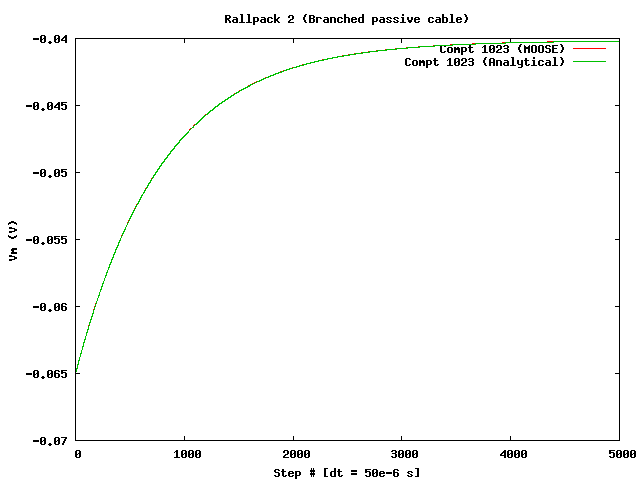 Rallpack 2 (Branched passive cable)
-0.04
Compt 1023 (MOOSE)
Compt 1023 (Analytical)
-0.045
-0.05
Vm (V)
-0.055
-0.06
-0.065
-0.07
0 1000 2000 3000 4000 5000
Step # [dt = 50e-6 s]